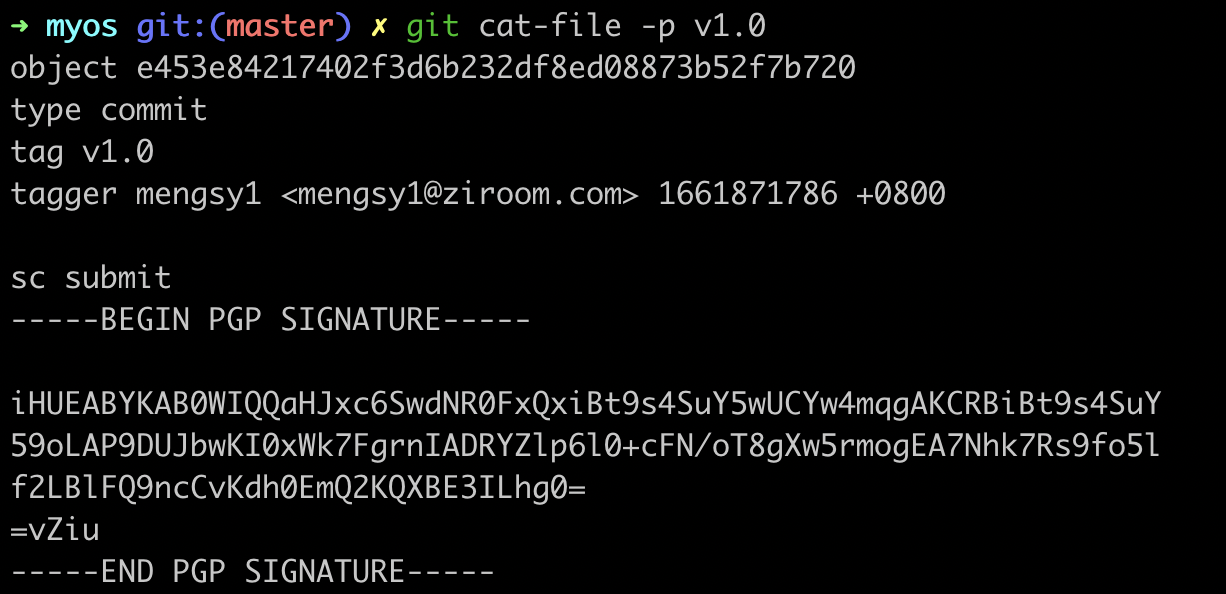 ➜ myos git:(master) ✗ git cat-file -p v1.0
object e453e84217402f3d6b232df8ed08873b52f7b720
type commit
tag v1.0
tagger mengsy1 <mengsy1@ziroom.com> 1661871786 +0800

sc submit
-----BEGIN PGP SIGNATURE-----

iHUEABYKAB0WIQQaHJxc6SwdNR0FxQxiBt9s4SuY5wUCYw4mqgAKCRBiBt9s4SuY
59oLAP9DUJbwKI0xWk7FgrnIADRYZlp6l0+cFN/oT8gXw5rmogEA7Nhk7Rs9fo5l
f2LBlFQ9ncCvKdh0EmQ2KQXBE3ILhg0=
=vZiu
-----END PGP SIGNATURE-----